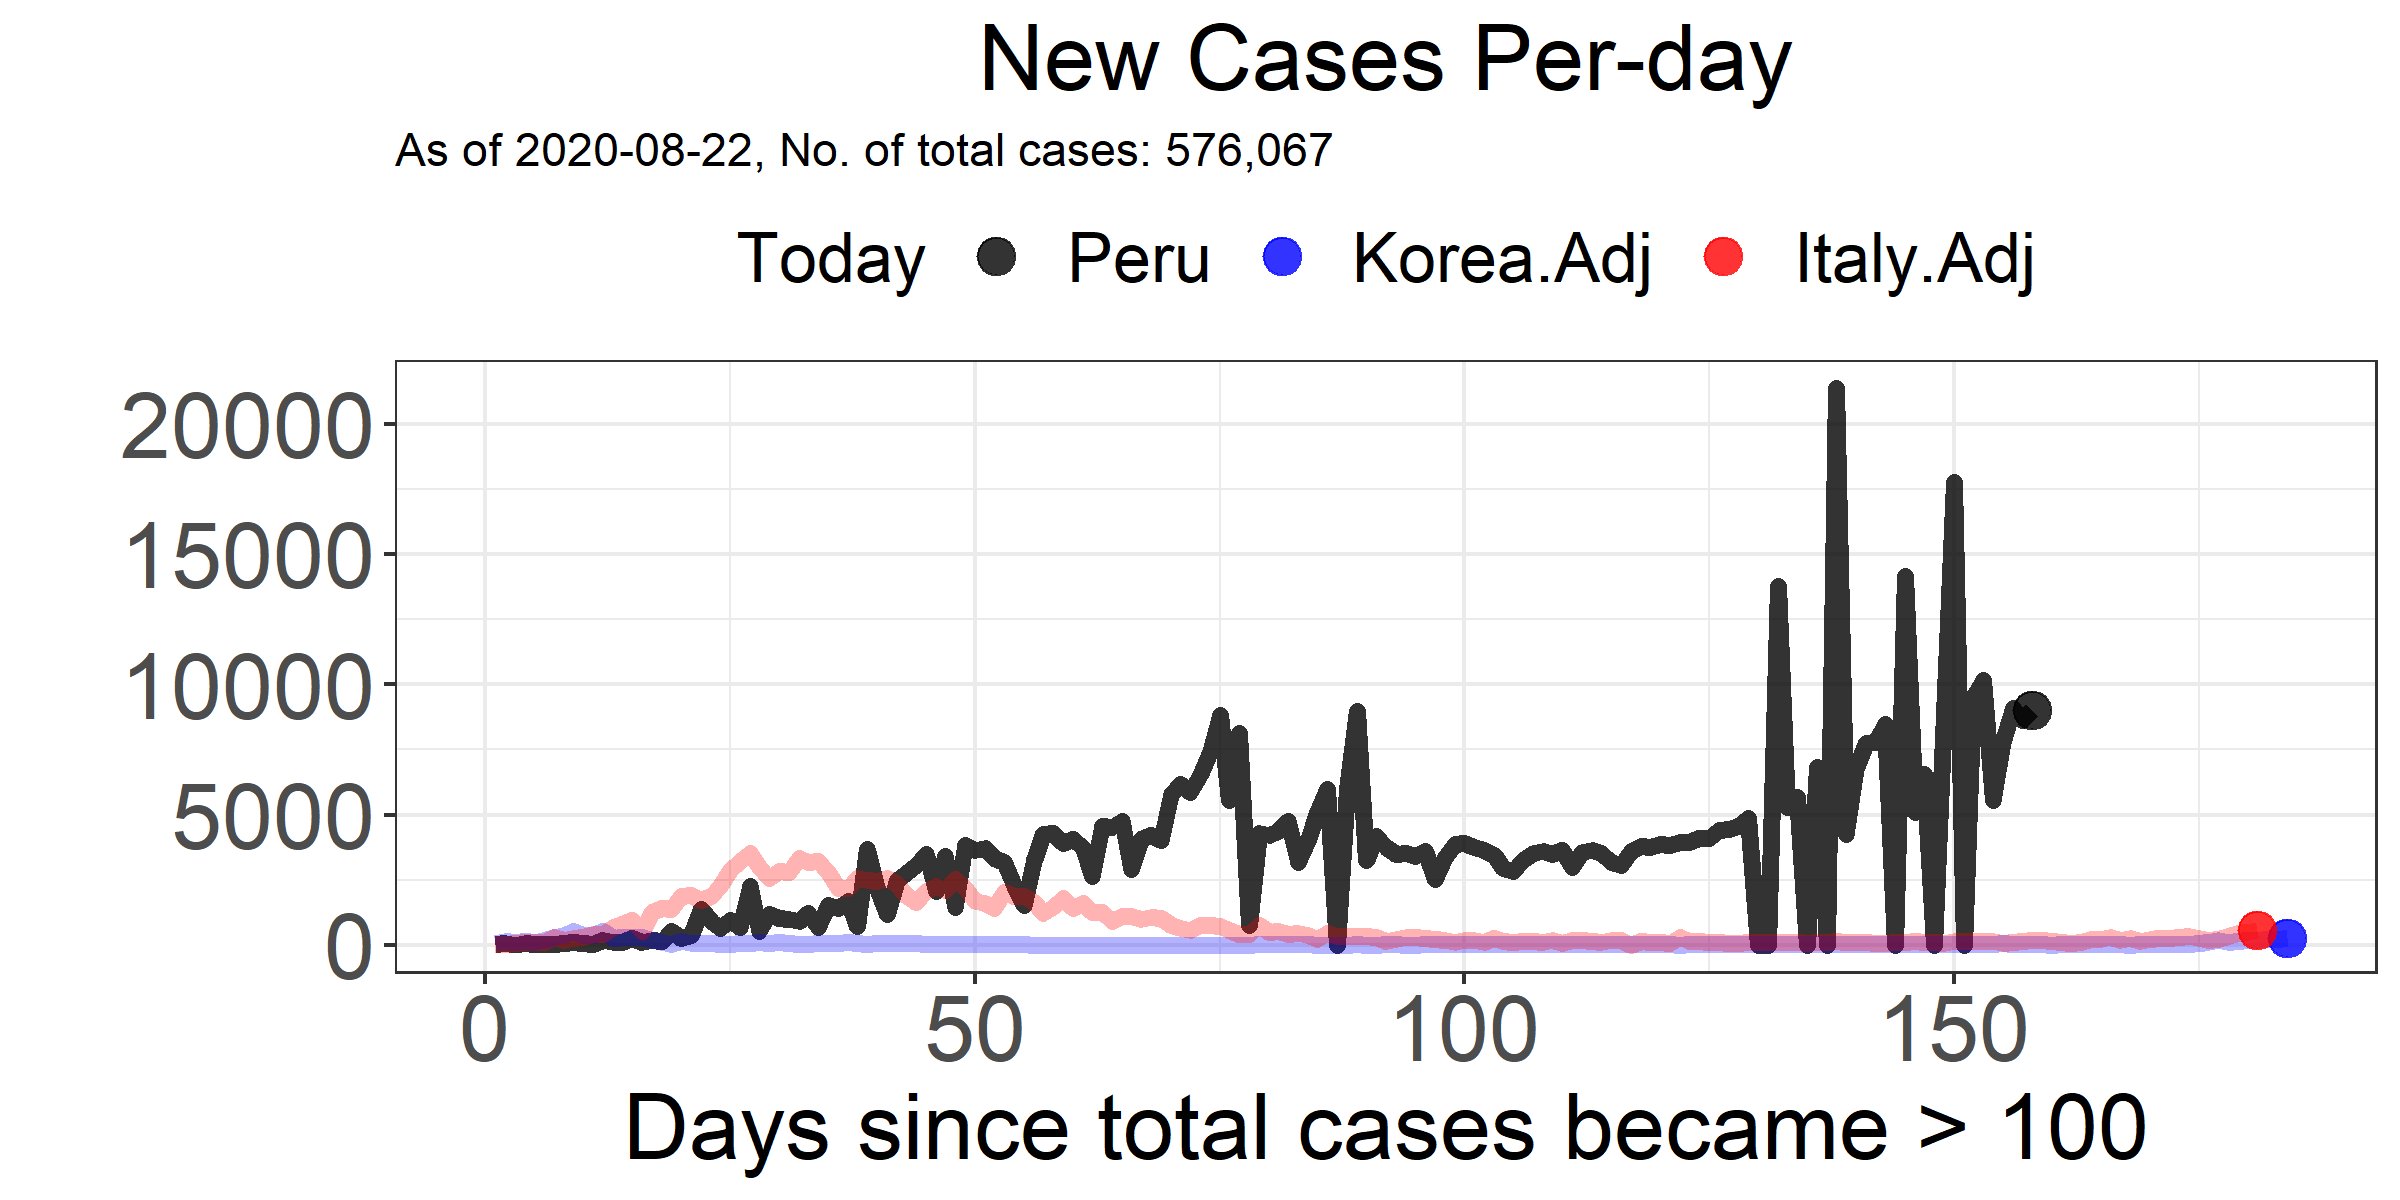 New Cases Per-day
As of 2020-08-22, No. of total cases: 576,067
Today Peru Korea.Adj Italy.Adj
20000
15000
10000
5000
0
0 50 100 150
Days since total cases became > 100